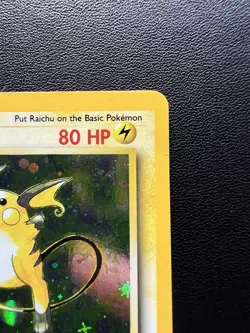 Put Raichu on the Basic Pokémon
80 HP